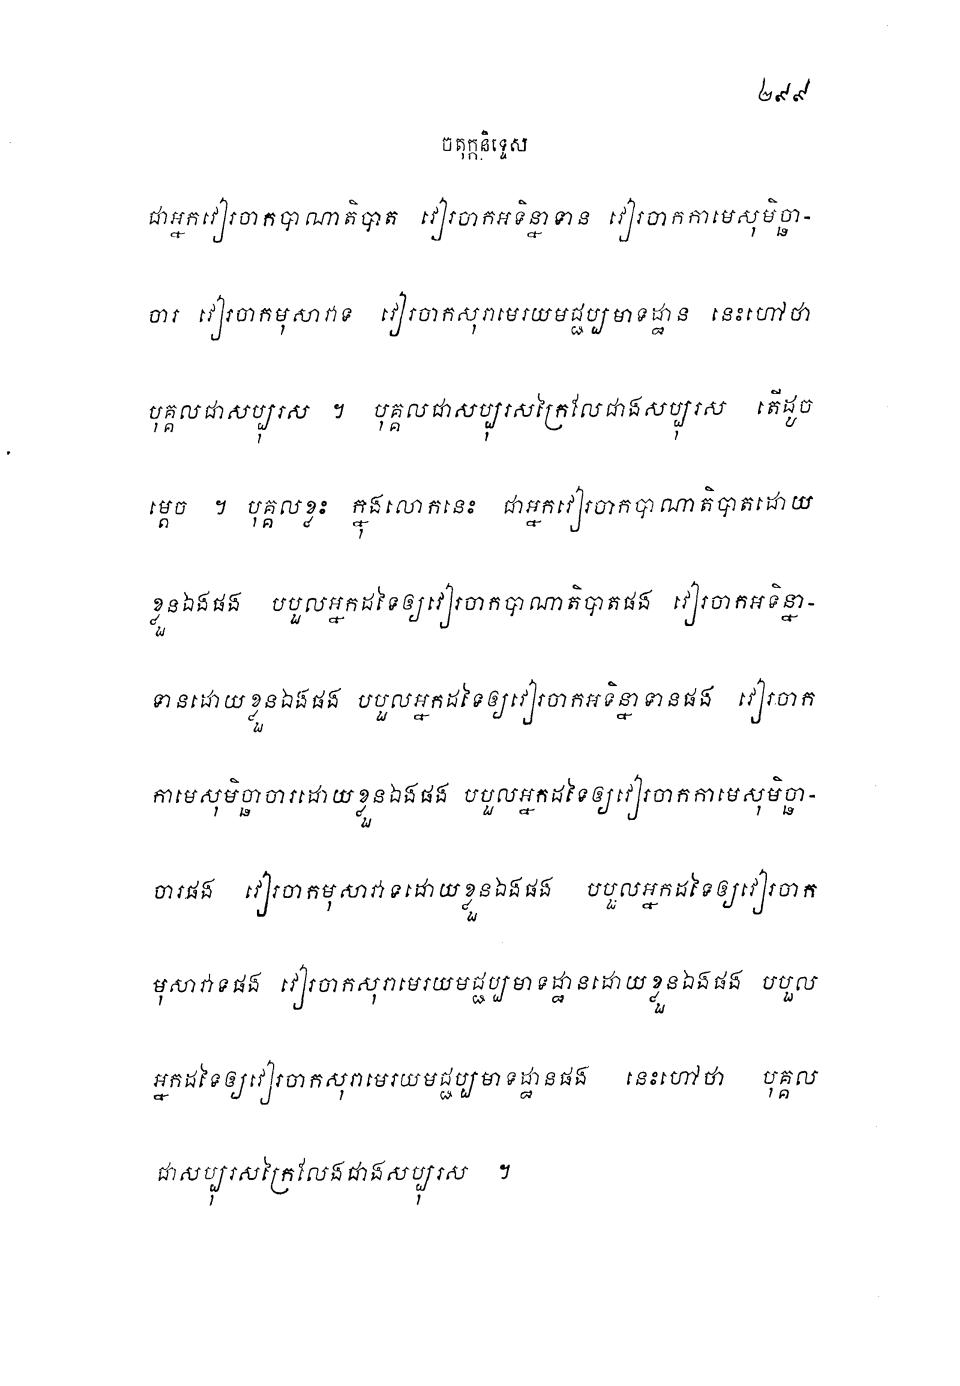 ២៩៩
ចតុក្កនិទ្ទេស
ជាអ្នកវៀរចាកបាណាតិបាត វៀរចាកអទិន្នាទាន វៀរចាកកាមេសុមិច្ឆា-
ចារ វៀរចាកមុសាវាទ វៀរចាកសុរាមេរយមជ្ជប្បមាទដ្ឋាន នេះហៅថា
បុគ្គលជាសប្បុរស ។ បុគ្គលជាសប្បុរសក្រៃលែជាងសប្បុរស តើដូច
ម្តេច ។ បុគ្គលខ្លះ ក្នុងលោកនេះ ជាអ្នកវៀរចាកបាណាតិបាតដោយ
ខ្លួនឯងផង បបួលអ្នកដទៃឲ្យវៀរចាកបាណាតិបាតផង វៀរចាកអទិន្នា-
ទានដោយខ្លួនឯងផង បបួលអ្នកដទៃឲ្យវៀរចាកអទិន្នាទានផង វៀរចាក
កាមេសុមិច្ឆាចារដោយខ្លួនឯងផង បបួលអ្នកដទៃឲ្យវៀរចាកកាមេសុមិច្ឆា-
ចារផង វៀរចាកមុសាវាទដោយខ្លួនឯងផង បបួលអ្នកដទៃឲ្យវៀរចាក
មុសាវាទផង វៀរចាកសុរាមេរយមជ្ជប្បមាទដ្ឋានដោយខ្លួនឯងផង បបួល
អ្នកដទៃឲ្យវៀរចាកសុរាមេរយមជ្ជប្បមាទដ្ឋានផង នេះហៅថា បុគ្គល
ជាសប្បុរសក្រៃលែងជាងសប្បុរស ។